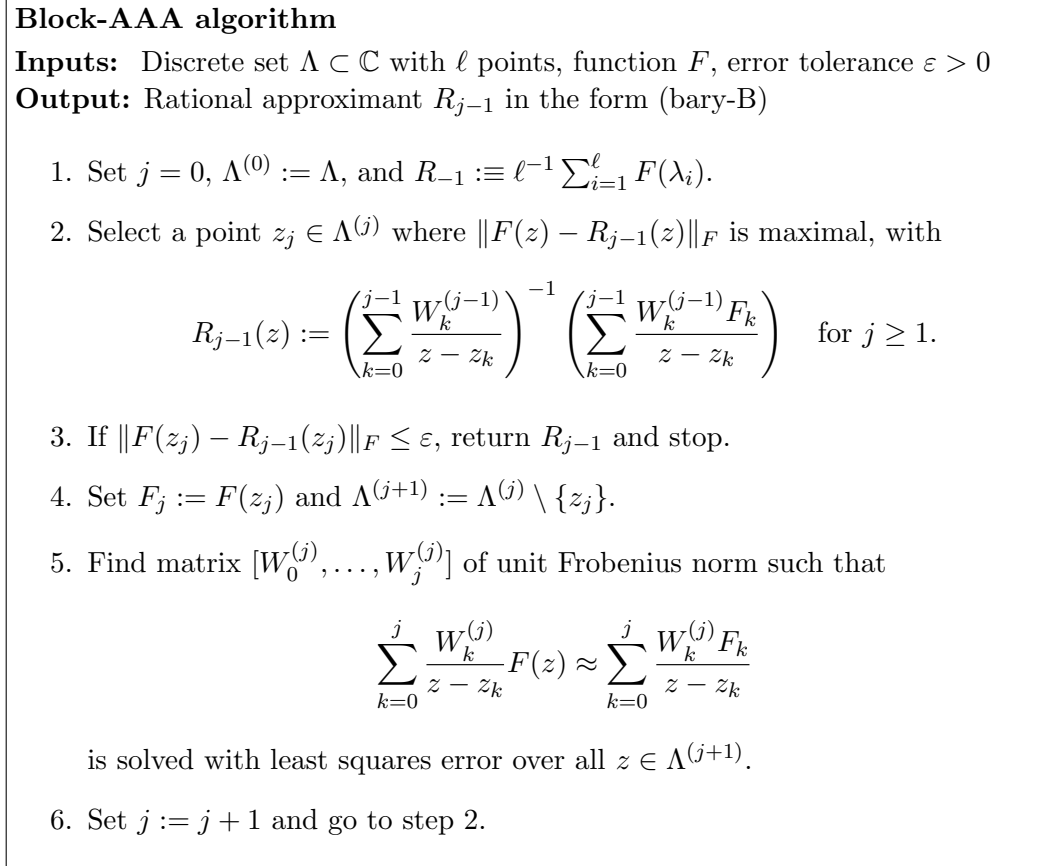 Block-AAA algorithm
Inputs: Discrete set Λ ⊂ ℂ with ℓ points, function F, error tolerance ε > 0
Output: Rational approximant R_{j−1} in the form (bary-B)
1. Set j = 0, Λ^{(0)} := Λ, and R_{−1} :≡ ℓ^{−1} ∑_{i=1}^{ℓ} F(λ_i).
2. Select a point z_j ∈ Λ^{(j)} where ‖F(z) − R_{j−1}(z)‖_F is maximal, with
R_{j−1}(z) := ( ∑_{k=0}^{j−1} W_k^{(j−1)} / (z − z_k) )^{−1} ( ∑_{k=0}^{j−1} W_k^{(j−1)} F_k / (z − z_k) ) for j ≥ 1.
3. If ‖F(z_j) − R_{j−1}(z_j)‖_F ≤ ε, return R_{j−1} and stop.
4. Set F_j := F(z_j) and Λ^{(j+1)} := Λ^{(j)} \ {z_j}.
5. Find matrix [W_0^{(j)}, . . . , W_j^{(j)}] of unit Frobenius norm such that
∑_{k=0}^{j} W_k^{(j)} / (z − z_k) F(z) ≈ ∑_{k=0}^{j} W_k^{(j)} F_k / (z − z_k)
is solved with least squares error over all z ∈ Λ^{(j+1)}.
6. Set j := j + 1 and go to step 2.